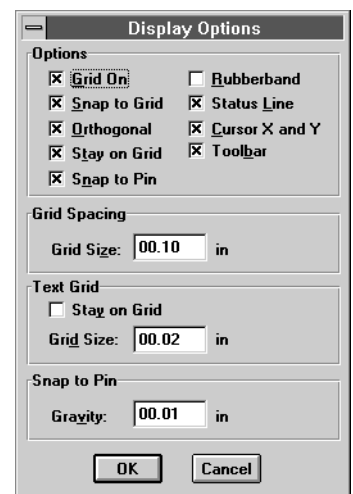 Display Options
Options
Grid On
Rubberband
Snap to Grid
Status Line
Orthogonal
Cursor X and Y
Stay on Grid
Toolbar
Snap to Pin
Grid Spacing
Grid Size: 00.10 in
Text Grid
Stay on Grid
Grid Size: 00.02 in
Snap to Pin
Gravity: 00.01 in
OK Cancel